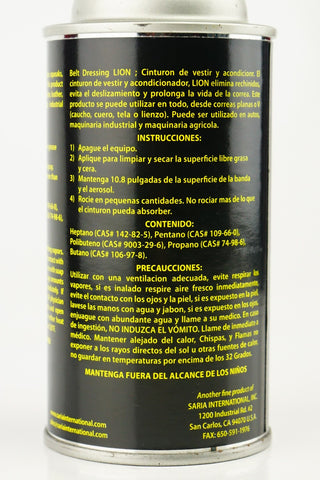 Belt Dressing LION ; Cinturon de vestir y acondicionr. El
cinturon de vestir y acondicionador, LION elimina rechinidos,
evita el deslizamiento y prolonga la vida de la correa. Este
producto se puede utilizar en todo, desde correas planas o V
(caucho, cuero, tela o lienzo). Puede ser utilizado en autos,
maquinaria industrial y maquinaria agricola.
INSTRUCCIONES:
1) Apague el equipo.
2) Aplique para limpiar y secar la superficie libre grasa
y cera.
3) Mantenga 10.8 pulgadas de la superficie de la banda
y el aerosol.
4) Rocie en pequenas cantidades. No rociar mas de lo que
el cinturon pueda absorber.
CONTENIDO:
Heptano (CAS# 142-82-5), Pentano (CAS# 109-66-0),
Polibuteno (CAS# 9003-29-6), Propano (CAS# 74-98-6),
Butano (CAS# 106-97-8).
PRECAUCIONES:
Utilizar con una ventilacion adecuada, evite respirar los
vapores, si es inalado respire aire fresco inmediatamente,
evite el contacto con los ojos y la piel, si es expuesto en la piel,
lavese las manos con agua y jabon, si es expuesto en los ojos,
enjuague con abundante agua y llame a su medico. En caso
de ingestión, NO INDUZCA EL VÓMITO. Llame de inmediato a
médico. Mantener alejado del calor, Chispas, y Flamas no
exponer a los rayos directos del sol u otras fuentes de calor
no guardar en temperaturas por encima de los 32 Grados.
MANTENGA FUERA DEL ALCANCE DE LOS NIÑOS
Another fine product of
SARIA INTERNATIONAL, INC.
1200 Industrial Rd. #2
San Carlos, CA 94070 U.S.A.
FAX: 650-591-1976
www.sariainternational.com
sariainternational.com